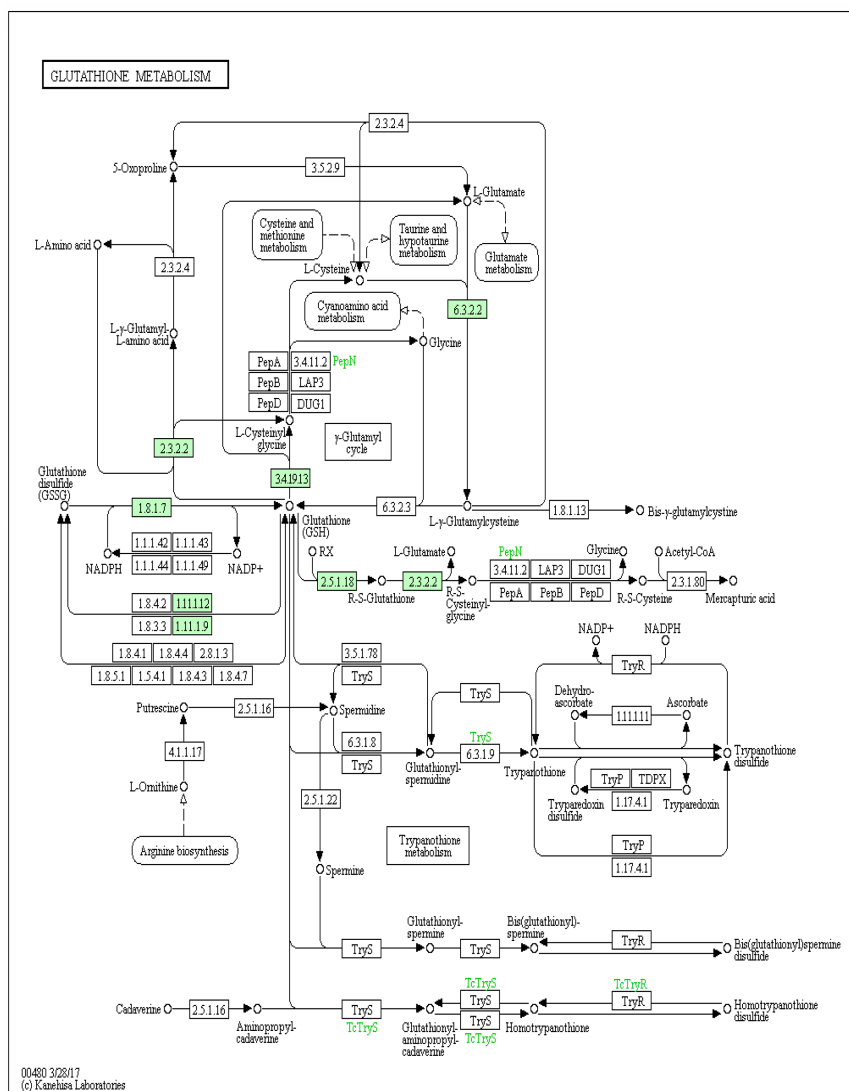 GLUTATHIONE METABOLISM
2.3.2.4
5-Oxoproline
3.5.2.9
L-Glutamate
Cysteine and
methionine
metabolism
Taurine and
hypotaurine
metabolism
Glutamate
metabolism
L-Amino acid
2.3.2.4
L-Cysteine
Cyanoamino acid
metabolism
6.3.2.2
L-γ-Glutamyl-
L-amino acid
Glycine
PepA 3.4.11.2 PepN
PepB LAP3
PepD DUG1
L-Cysteinyl
glycine
γ-Glutamyl
cycle
2.3.2.2
3.4.19.13
Glutathione
disulfide
(GSSG)
1.8.1.7
Glutathione
(GSH)
6.3.2.3
L-γ-Glutamylcysteine
1.8.1.13
Bis-γ-glutamylcystine
1.1.1.42 1.1.1.43
1.1.1.44 1.1.1.49
NADPH
NADP+
RX
2.5.1.18
R-S-Glutathione
L-Glutamate
2.3.2.2
R-S-
Cysteinyl-
glycine
PepN
3.4.11.2 LAP3 DUG1
PepA PepB PepD
Glycine
R-S-Cysteine
Acetyl-CoA
2.3.1.80
Mercapturic acid
1.8.4.2 1.11.1.12
1.8.3.3 1.11.1.9
1.8.4.1 1.8.4.4 2.8.1.3
1.8.5.1 1.5.4.1 1.8.4.3 1.8.4.7
3.5.1.78
TryS
NADP+
NADPH
TryR
Putrescine
2.5.1.16
Spermidine
TryS
Dehydro-
ascorbate
Ascorbate
1.11.1.11
4.1.1.17
6.3.1.8
TryS
Glutathionyl-
spermidine
TryS
6.3.1.9
Trypanothione
Trypanothione
disulfide
L-Ornithine
2.5.1.22
TryP TDPX
1.17.4.1
Tryparedoxin
disulfide
Tryparedoxin
Arginine biosynthesis
Trypanothione
metabolism
TryP
1.17.4.1
Spermine
Glutathionyl-
spermine
Bis(glutathionyl)-
spermine
TryS
TryS
TryR
Bis(glutathionyl)spermine
disulfide
Cadaverine
2.5.1.16
Aminopropyl-
cadaverine
TryS
TcTryS
Glutathionyl-
aminopropyl-
cadaverine
TcTryS
TryS
TryS
TcTryS
Homotrypanothione
TcTryR
TryR
Homotrypanothione
disulfide
00480 3/28/17
(c) Kanehisa Laboratories